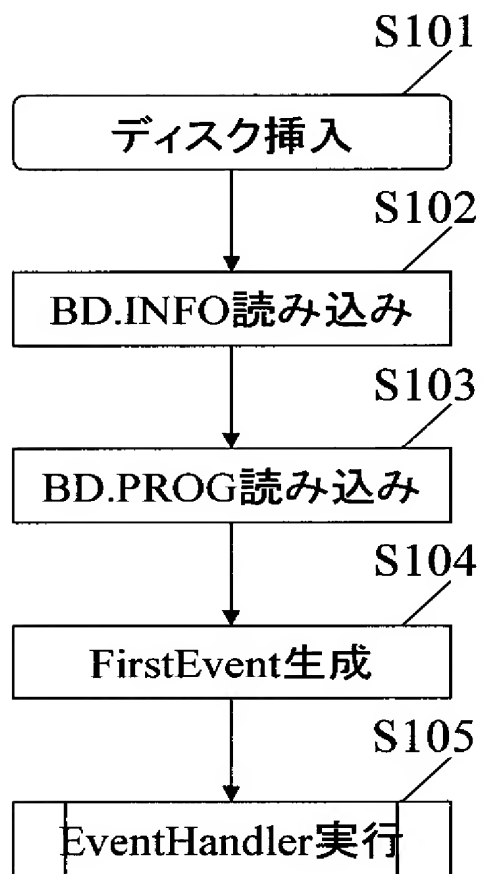 S101
ディスク挿入
S102
BD.INFO読み込み
S103
BD.PROG読み込み
S104
FirstEvent生成
S105
EventHandler実行